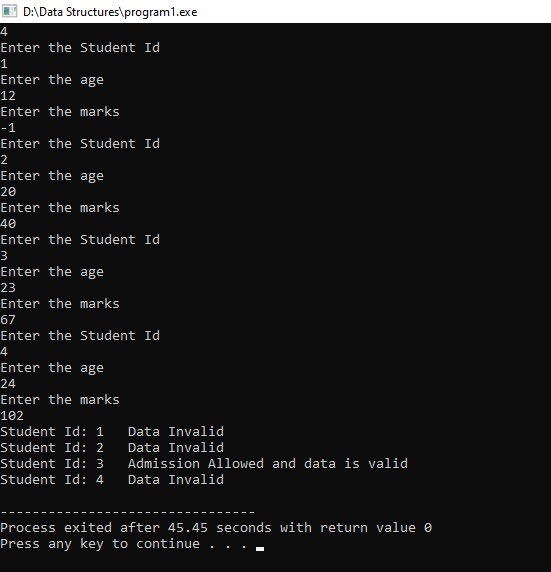 D:\Data Structures\program1.exe
4
Enter the Student Id
1
Enter the age
12
Enter the marks
-1
Enter the Student Id
2
Enter the age
20
Enter the marks
40
Enter the Student Id
3
Enter the age
23
Enter the marks
67
Enter the Student Id
4
Enter the age
24
Enter the marks
102
Student Id: 1   Data Invalid
Student Id: 2   Data Invalid
Student Id: 3   Admission Allowed and data is valid
Student Id: 4   Data Invalid
--------------------------------
Process exited after 45.45 seconds with return value 0
Press any key to continue . . .